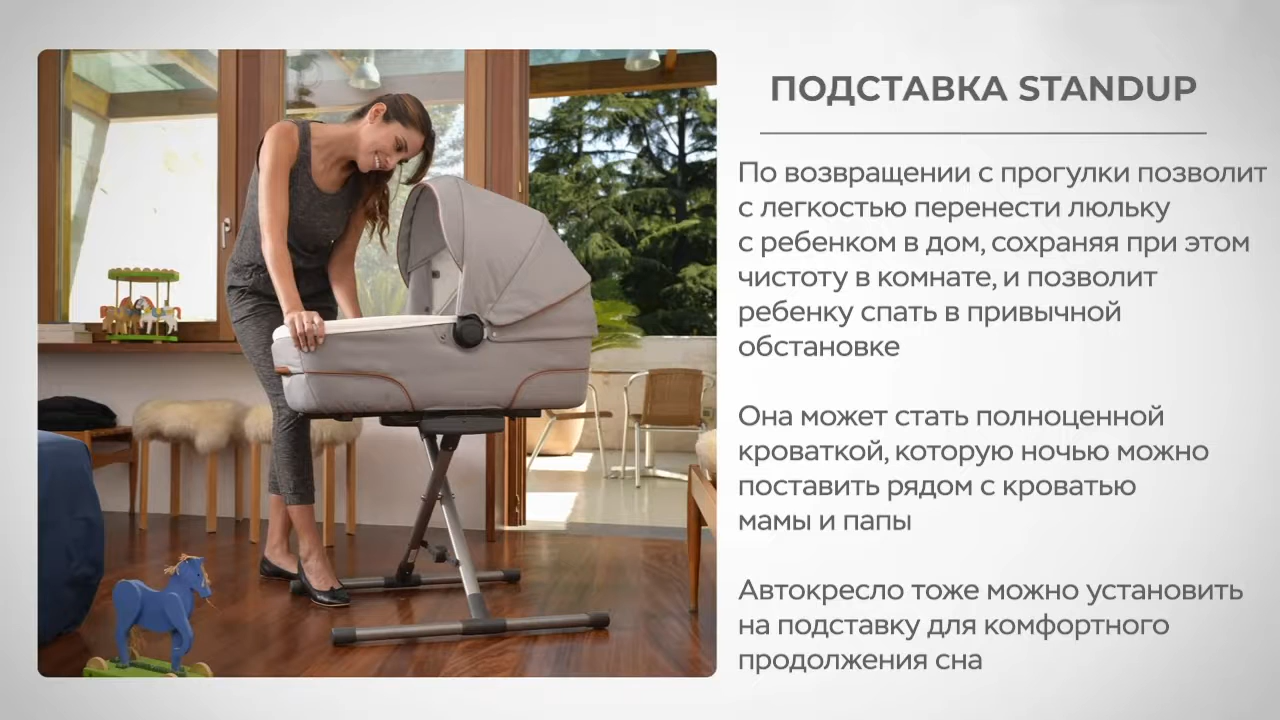 ПОДСТАВКА STANDUP
По возвращении с прогулки позволит
с легкостью перенести люльку
с ребенком в дом, сохраняя при этом
чистоту в комнате, и позволит
ребенку спать в привычной
обстановке
Она может стать полноценной
кроваткой, которую ночью можно
поставить рядом с кроватью
мамы и папы
Автокресло тоже можно установить
на подставку для комфортного
продолжения сна